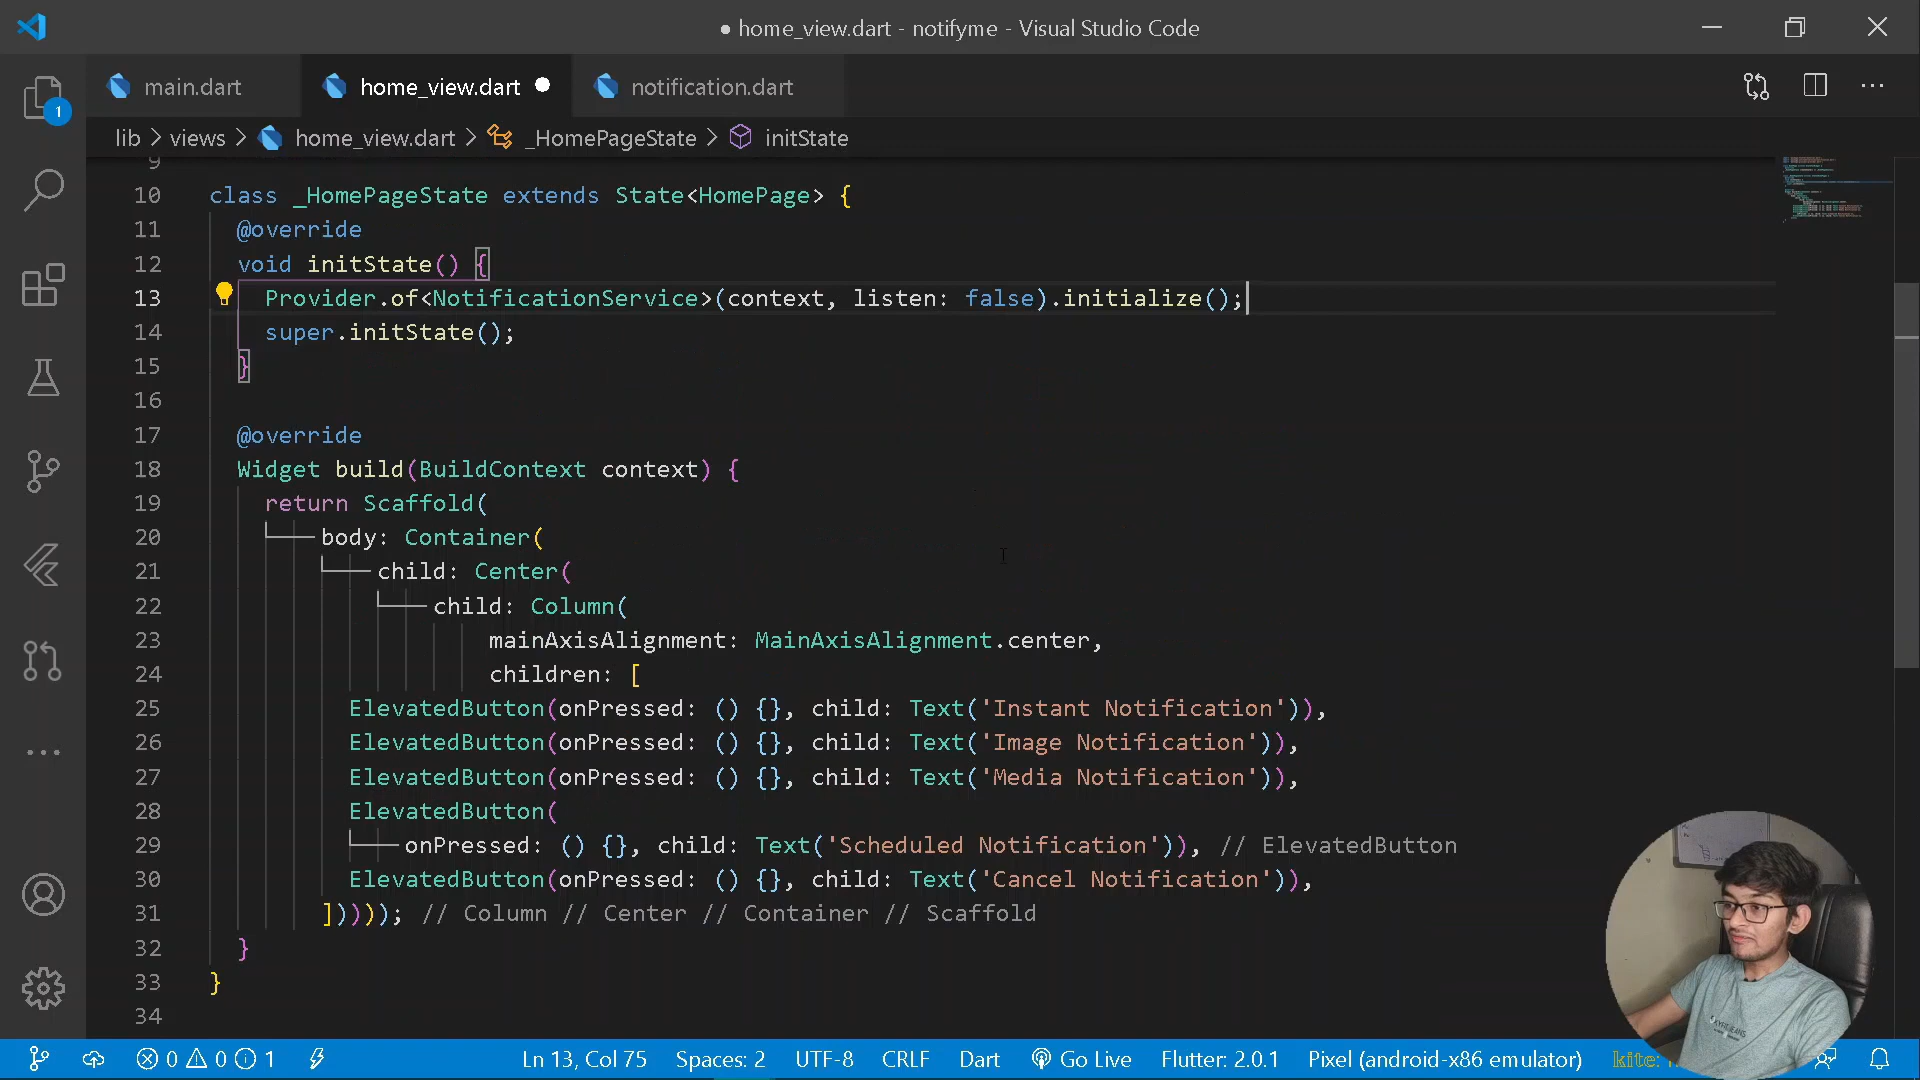 ● home_view.dart - notifyme - Visual Studio Code
main.dart
home_view.dart
notification.dart
1
lib > views > home_view.dart > _HomePageState > initState
9
10 class _HomePageState extends State<HomePage> {
11 @override
12 void initState() {
13 Provider.of<NotificationService>(context, listen: false).initialize();
14 super.initState();
15 }
16
17 @override
18 Widget build(BuildContext context) {
19 return Scaffold(
20 body: Container(
21 child: Center(
22 child: Column(
23 mainAxisAlignment: MainAxisAlignment.center,
24 children: [
25 ElevatedButton(onPressed: () {}, child: Text('Instant Notification')),
26 ElevatedButton(onPressed: () {}, child: Text('Image Notification')),
27 ElevatedButton(onPressed: () {}, child: Text('Media Notification')),
28 ElevatedButton(
29 onPressed: () {}, child: Text('Scheduled Notification')), // ElevatedButton
30 ElevatedButton(onPressed: () {}, child: Text('Cancel Notification')),
31 ])))); // Column // Center // Container // Scaffold
32 }
33 }
34
0 0 1 Ln 13, Col 75 Spaces: 2 UTF-8 CRLF Dart Go Live Flutter: 2.0.1 Pixel (android-x86 emulator) kite: